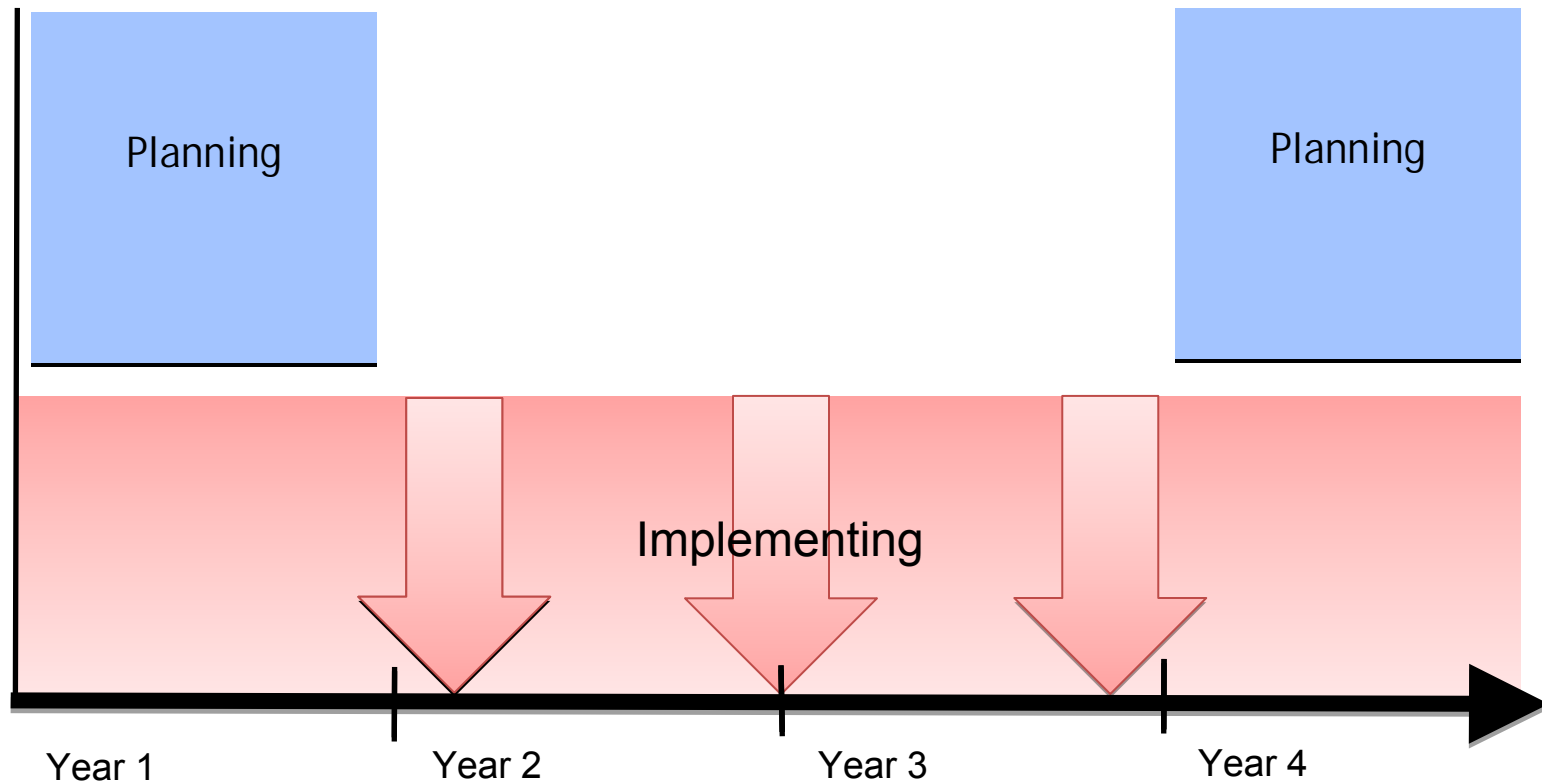 Planning
Planning
Implementing
Year 1
Year 2
Year 3
Year 4